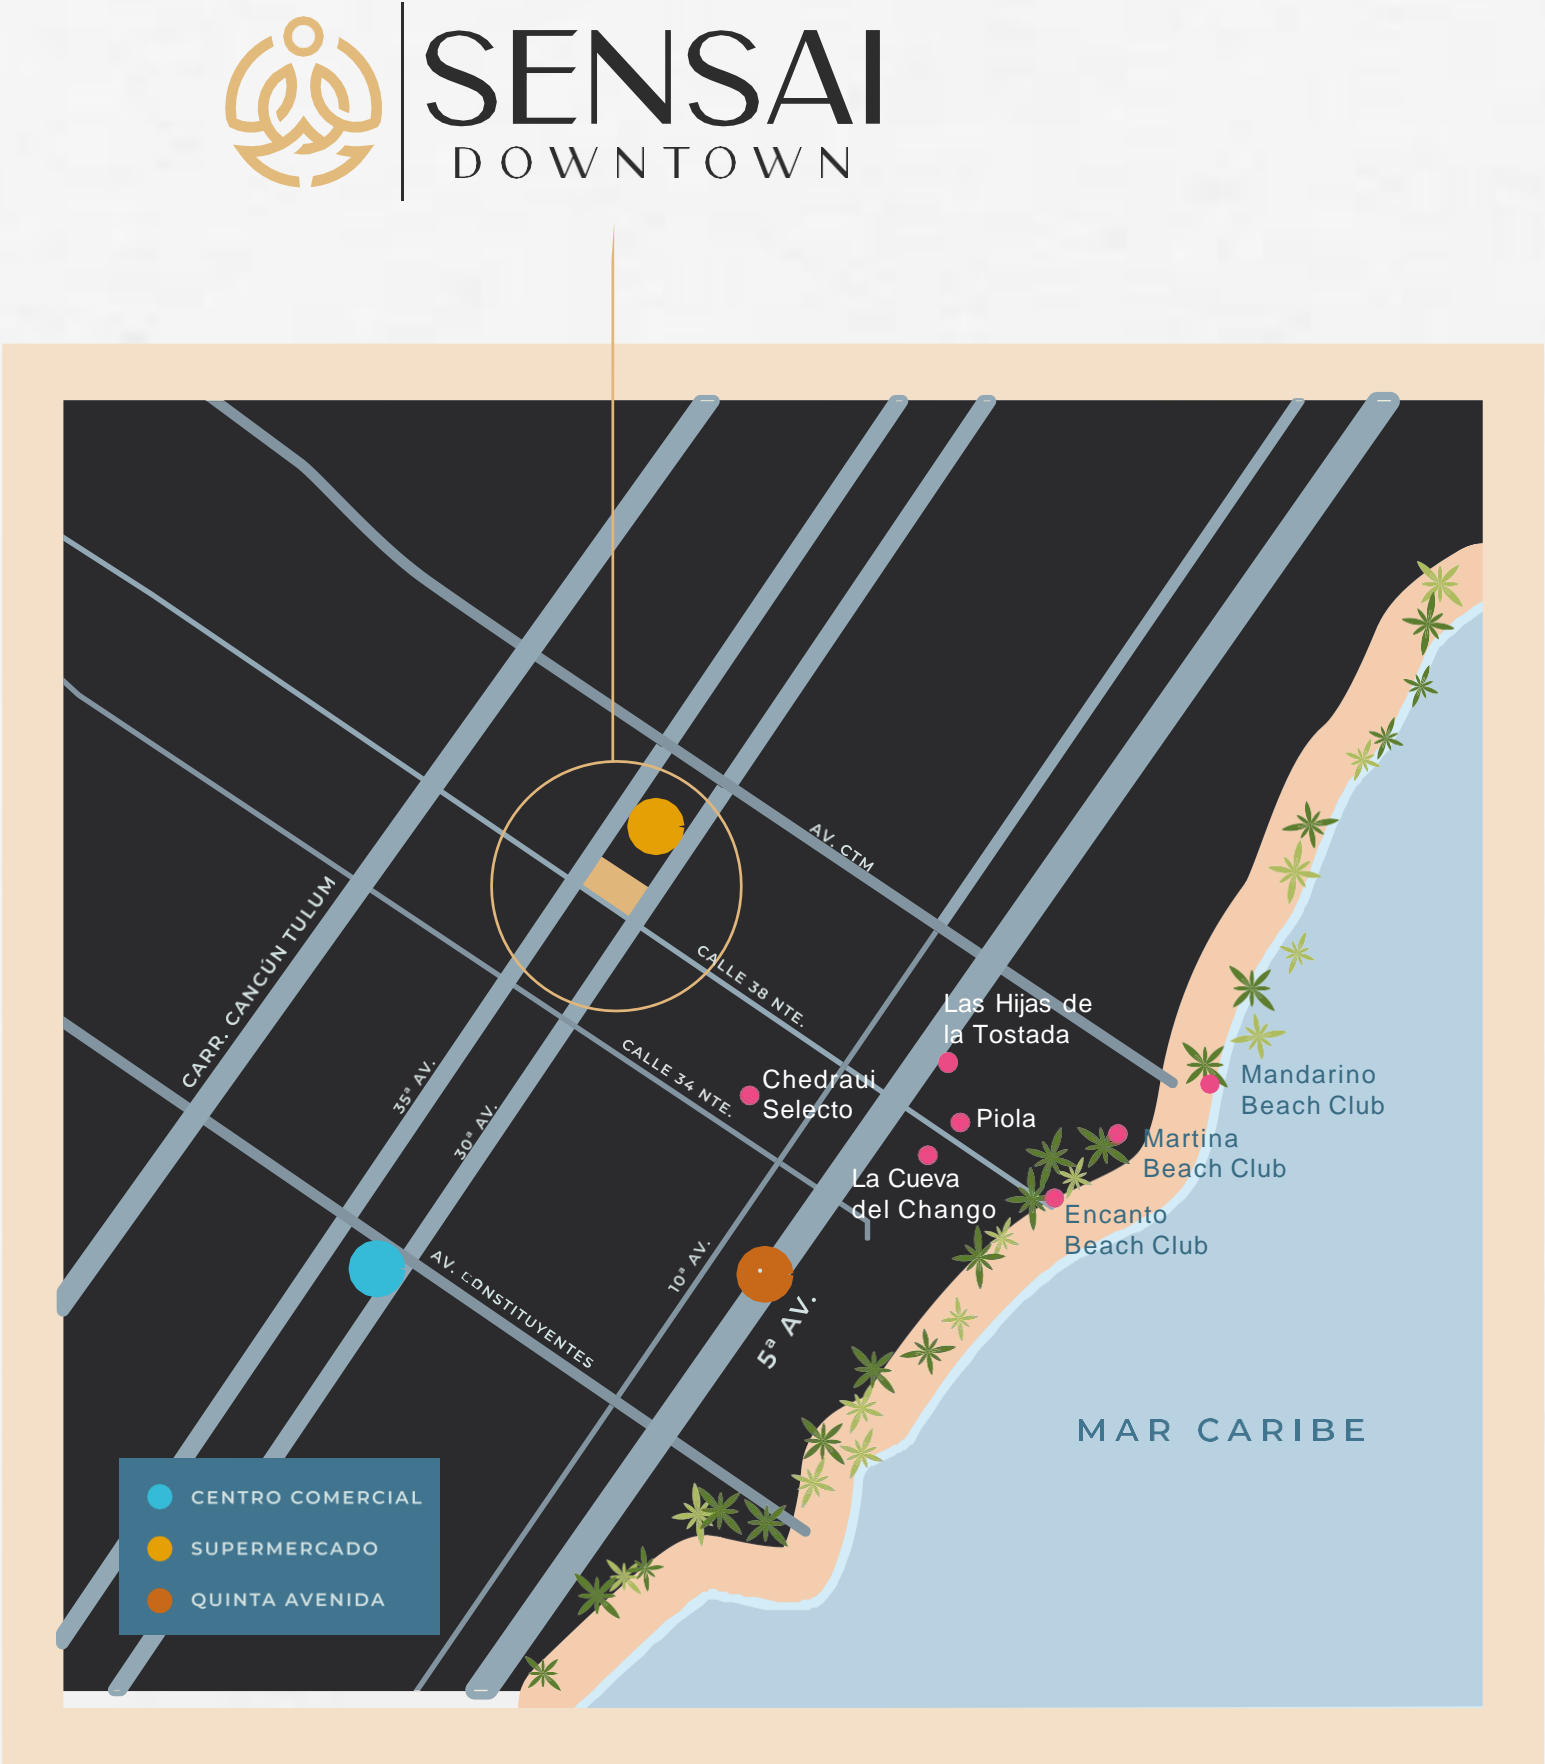 SENSAI
DOWNTOWN
AV. CTM
CARR. CANCÚN TULUM
CALLE 38 NTE.
Las Hijas de
la Tostada
35ª AV.
CALLE 34 NTE.
Chedraui
Selecto
30ª AV.
Piola
Mandarino
Beach Club
Martina
Beach Club
La Cueva
del Chango
Encanto
Beach Club
AV. CONSTITUYENTES
10ª AV.
5ª AV.
MAR CARIBE
CENTRO COMERCIAL
SUPERMERCADO
QUINTA AVENIDA